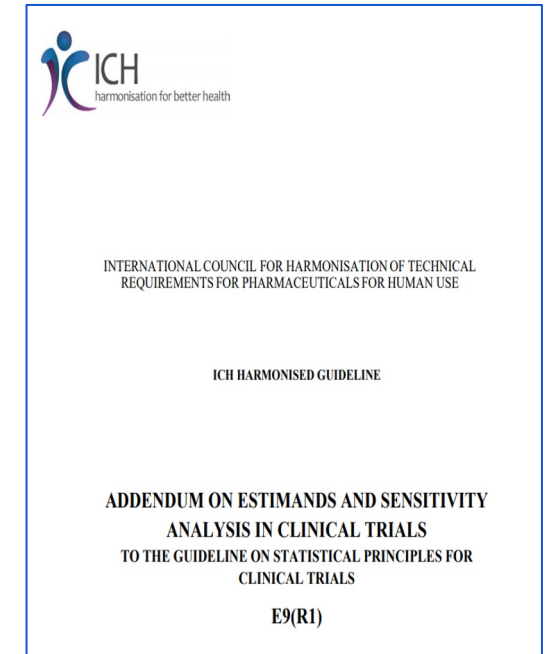 ICH
harmonisation for better health
INTERNATIONAL COUNCIL FOR HARMONISATION OF TECHNICAL
REQUIREMENTS FOR PHARMACEUTICALS FOR HUMAN USE
ICH HARMONISED GUIDELINE
ADDENDUM ON ESTIMANDS AND SENSITIVITY
ANALYSIS IN CLINICAL TRIALS
TO THE GUIDELINE ON STATISTICAL PRINCIPLES FOR
CLINICAL TRIALS
E9(R1)